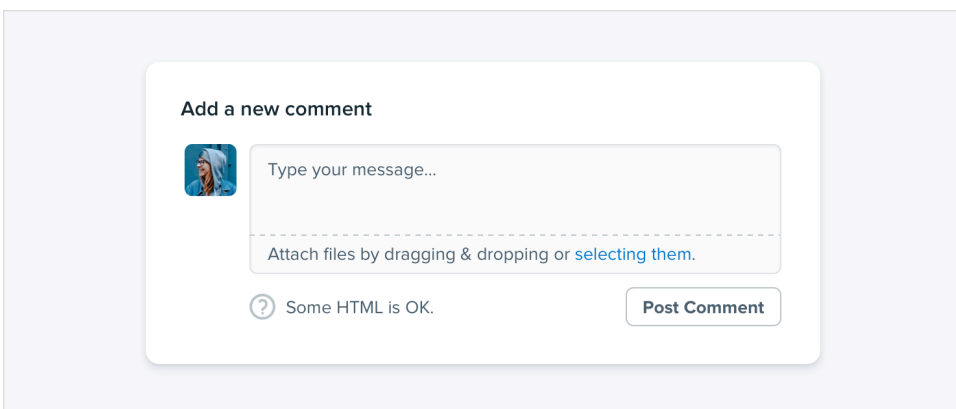 Add a new comment
Type your message...
Attach files by dragging & dropping or selecting them.
? Some HTML is OK.
Post Comment